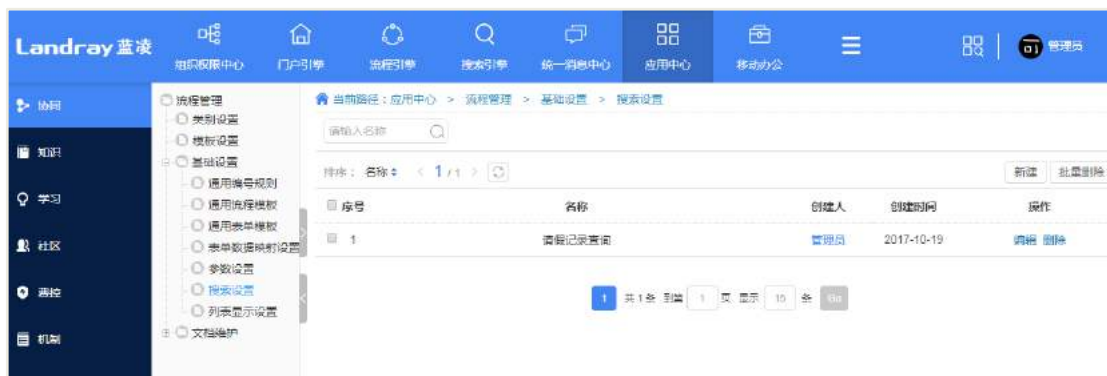 Landray 蓝凌
组织权限中心 门户引擎 流程引擎 搜索引擎 统一消息中心 应用中心 移动办公 管理员
协同
知识
学习
社区
监控
机制
流程管理
类别设置
模板设置
基础设置
通用编号规则
通用流程模板
通用表单模板
表单数据映射设置
参数设置
搜索设置
列表显示设置
文档维护
当前路径：应用中心 > 流程管理 > 基础设置 > 搜索设置
请输入名称
排序： 名称 1 / 1 新建 批量删除
序号 名称 创建人 创建时间 操作
1 请假记录查询 管理员 2017-10-19 编辑 删除
1 共 1 条 到第 1 页 显示 15 条 Go